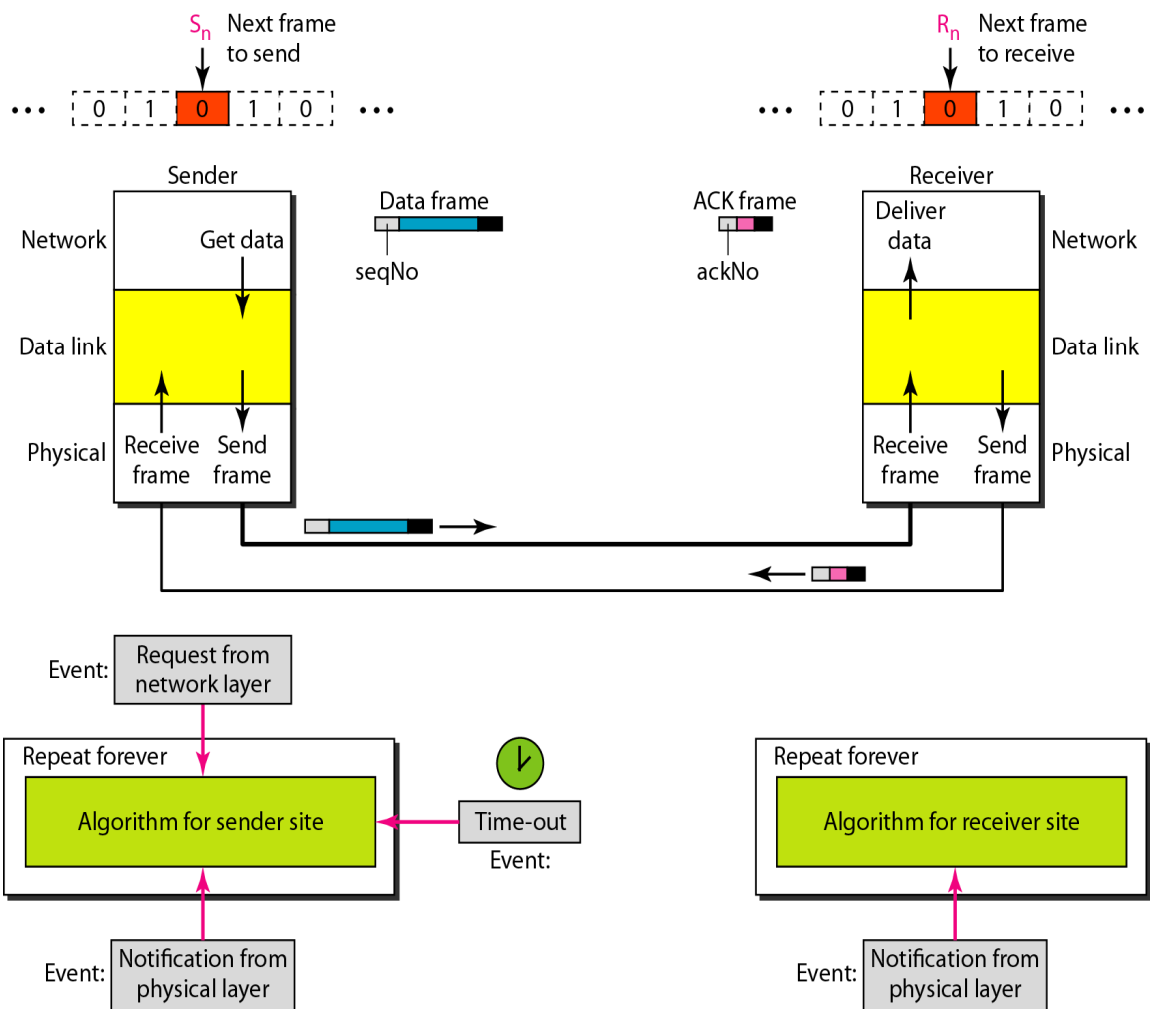 Sn Next frame
to send
Rn Next frame
to receive
... 0 1 0 1 0 ...
... 0 1 0 1 0 ...
Sender
Receiver
Data frame
ACK frame
seqNo
ackNo
Network
Get data
Deliver
data
Network
Data link
Data link
Physical
Receive
frame
Send
frame
Receive
frame
Send
frame
Physical
Event:
Request from
network layer
Repeat forever
Algorithm for sender site
Time-out
Event:
Repeat forever
Algorithm for receiver site
Event:
Notification from
physical layer
Event:
Notification from
physical layer